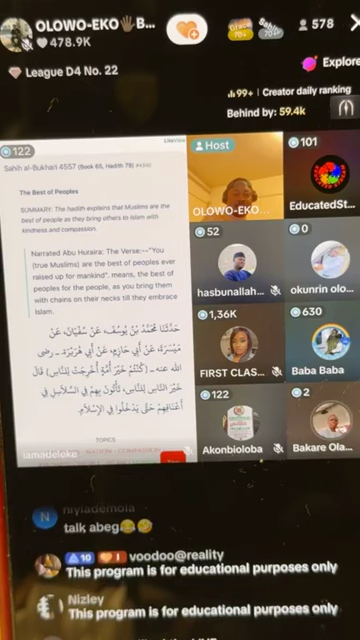 OLOWO-EKO🖐🏿B...
478.9K
578
League D4 No. 22
Explore
99+ | Creator daily ranking
Behind by: 59.4k
122
Sahih al-Bukhari 4557 (Book 65, Hadith 79)
The Best of Peoples
SUMMARY: The hadith explains that Muslims are the
best of people as they bring others to Islam with
kindness and compassion.
Narrated Abu Huraira: The Verse:--"You
(true Muslims) are the best of peoples ever
raised up for mankind". means, the best of
peoples for the people, as you bring them
with chains on their necks till they embrace
Islam.
حَدَّثَنَا مُحَمَّدُ بْنُ يُوسُفَ، عَنْ سُفْيَانَ، عَنْ
مَيْسَرَةَ، عَنْ أَبِي حَازِمٍ، عَنْ أَبِي هُرَيْرَةَ ـ رضى
الله عنه ـ ‏{‏كُنْتُمْ خَيْرَ أُمَّةٍ أُخْرِجَتْ لِلنَّاسِ‏}‏ قَالَ
خَيْرَ النَّاسِ لِلنَّاسِ، تَأْتُونَ بِهِمْ فِي السَّلاَسِلِ فِي
أَعْنَاقِهِمْ حَتَّى يَدْخُلُوا فِي الإِسْلاَمِ‏.‏
TOPICS
iamadeleke
Host
OLOWO-EKO...
101
EducatedSt...
52
hasbunallah...
0
okunrin olo...
1,36K
FIRST CLAS...
630
Baba Baba
122
Akonbioloba
2
Bakare Ola...
niyiademola
talk abeg😂🤣
10 1 voodoo@reality
This program is for educational purposes only
Nizley
This program is for educational purposes only